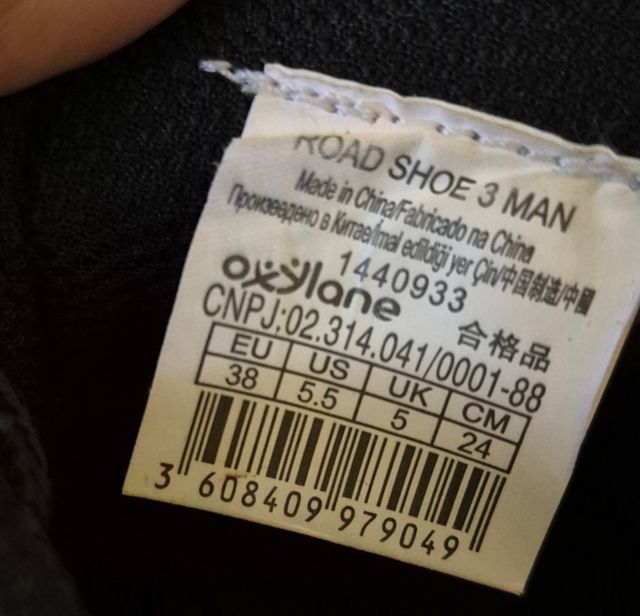 ROAD SHOE 3 MAN
Made in China/Fabricado na China
Произведено в Китае/İmal edildiği yer Çin/中国制造/中國
1440933
oxylane 合格品
CNPJ:02.314.041/0001-88
EU US UK CM
38 5.5 5 24
3 608409 979049